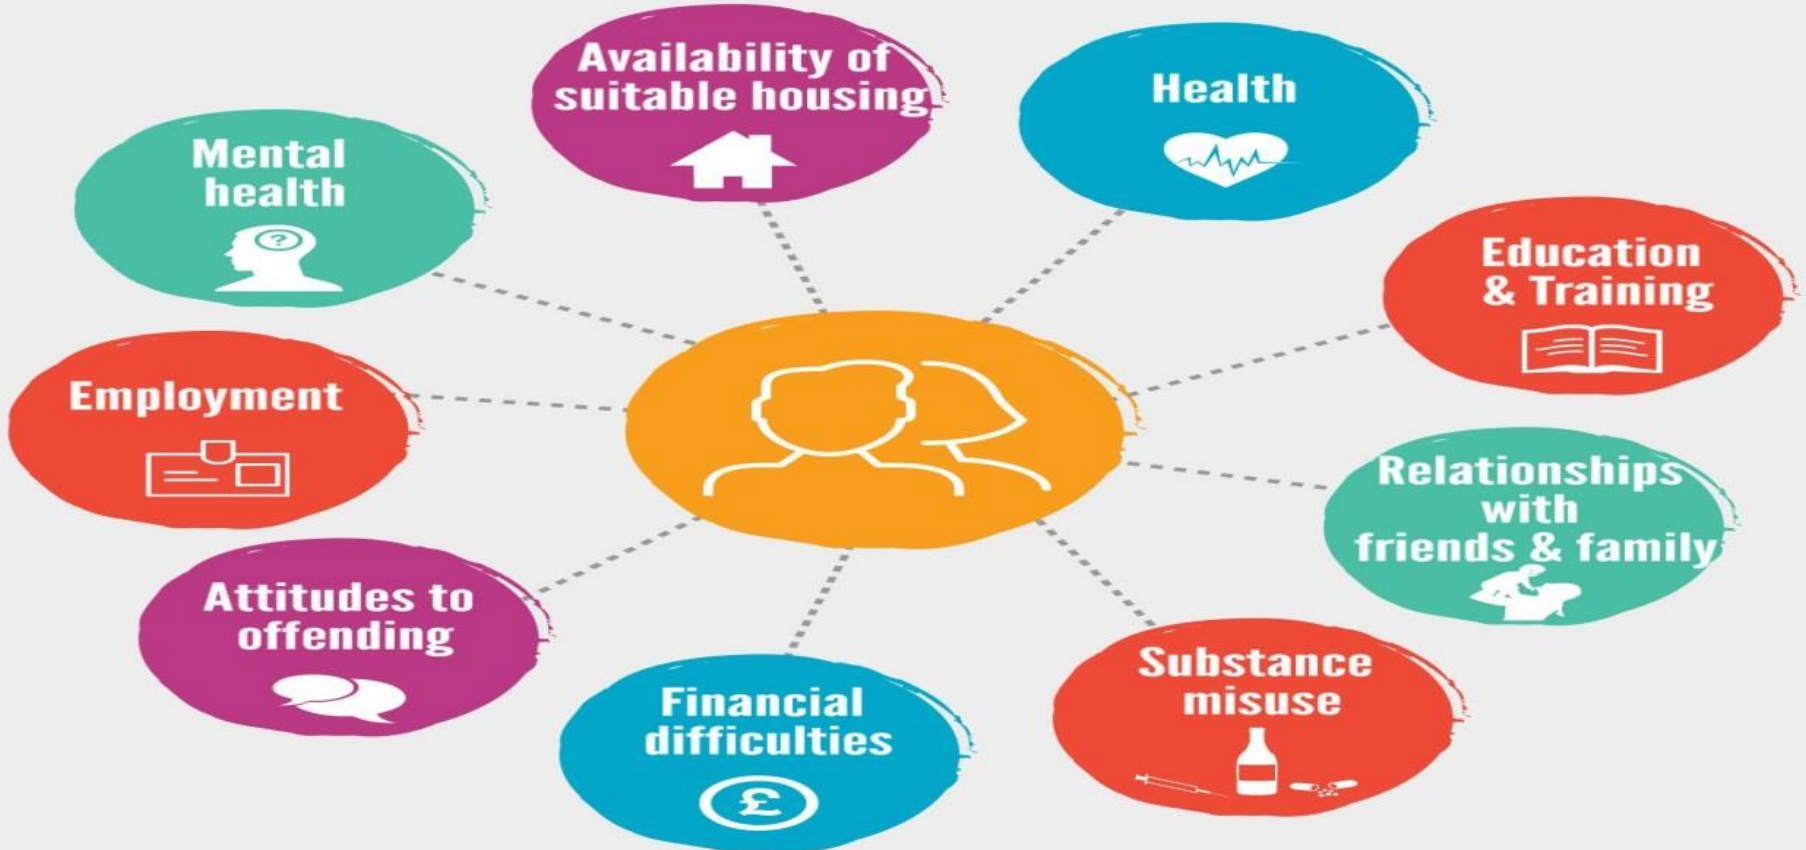 Availability of
suitable housing
Health
Mental
health
?
Education
& Training
Employment
Relationships
with
friends & family
Attitudes to
offending
Substance
misuse
Financial
difficulties
£